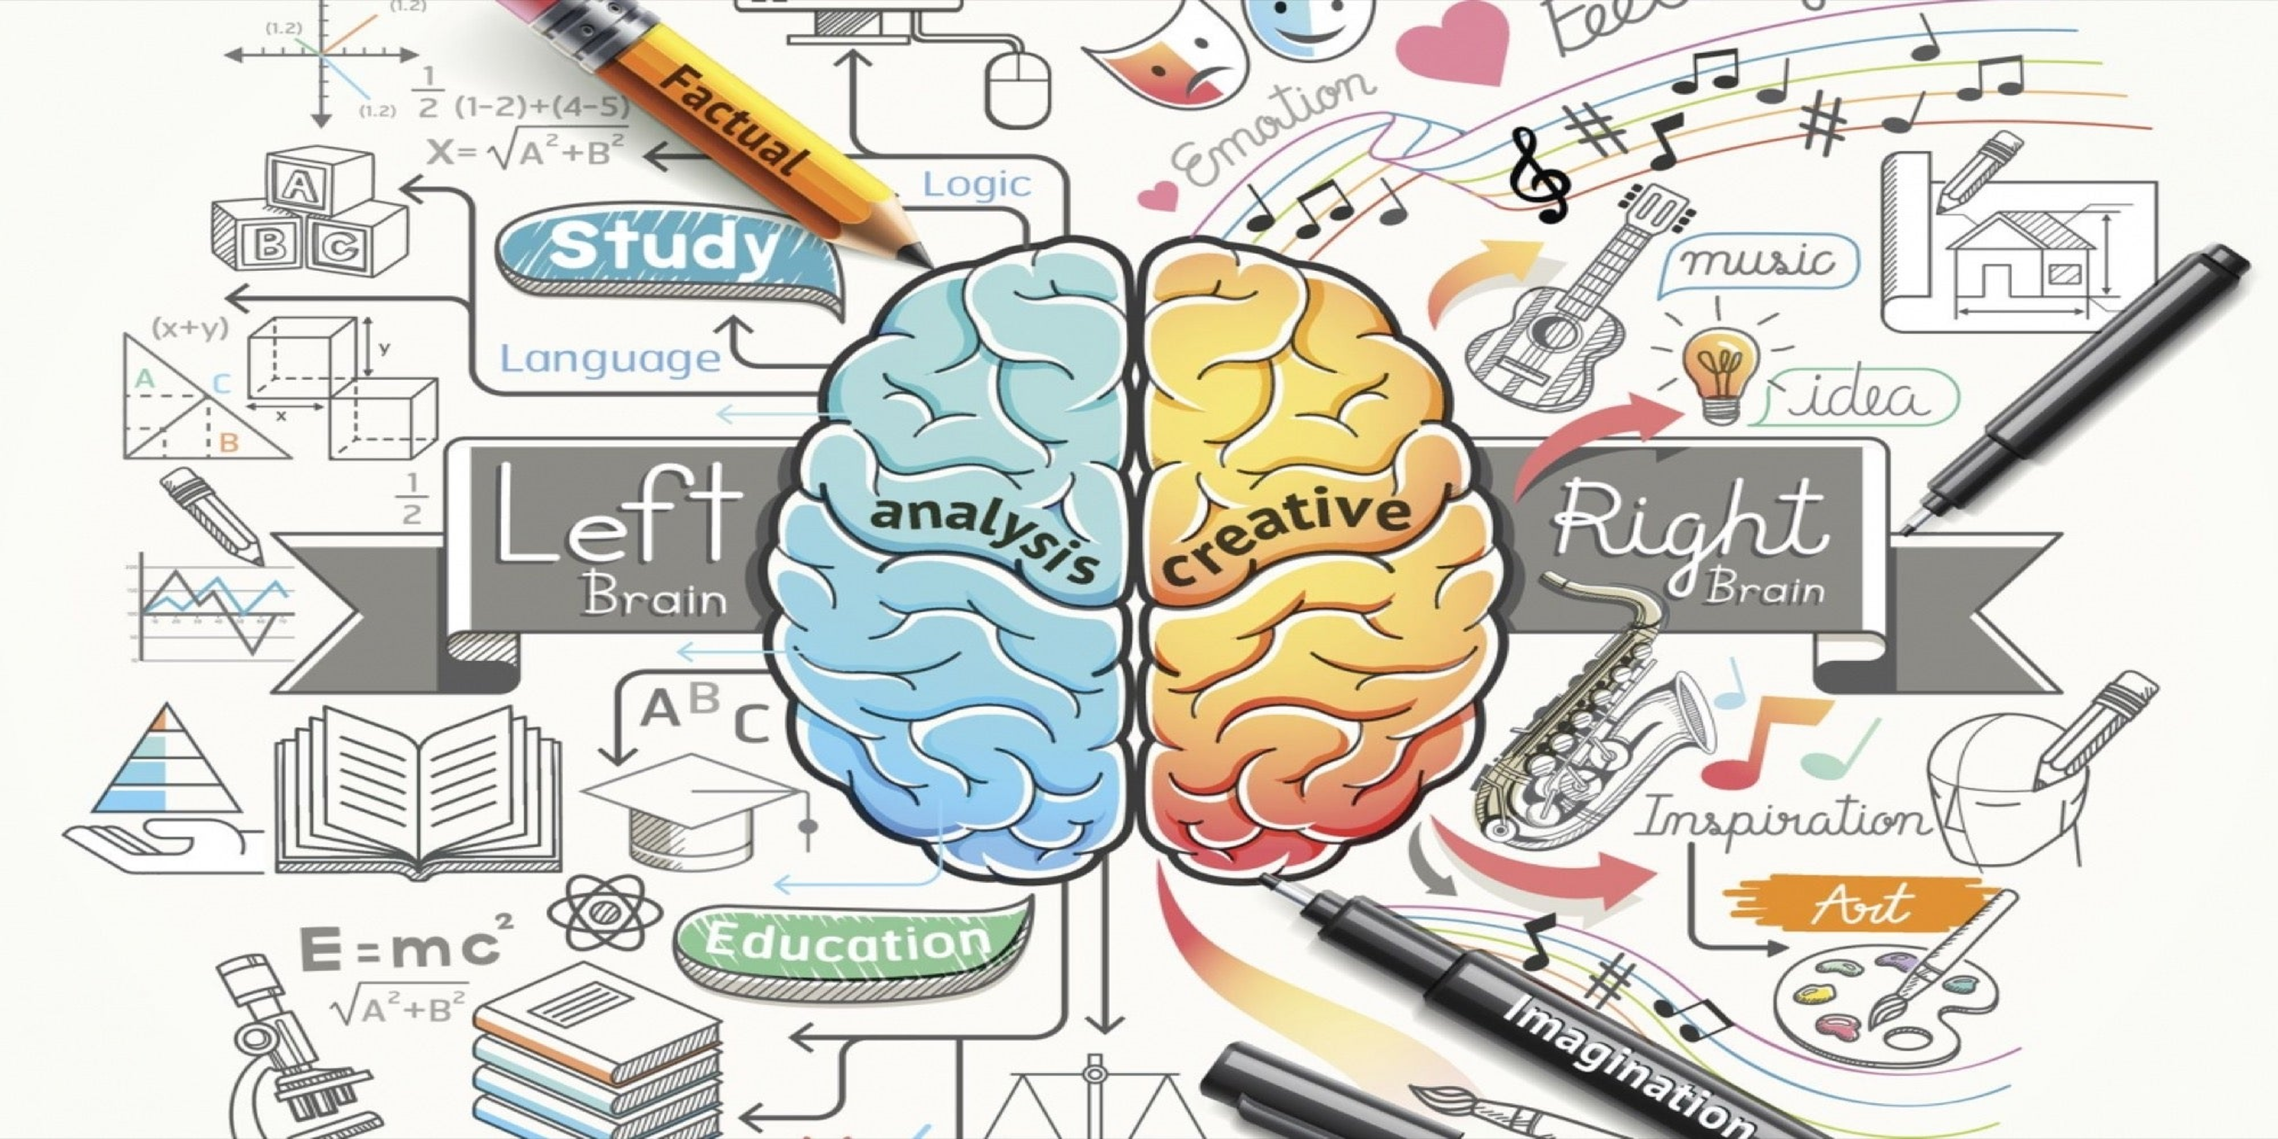 (1.2)
(1.2)
(1.2)
1
2
(1-2)+(4-5)
X= √A²+B²
Factual
A
B C
Logic
Study
Language
(x+y)
A
C
B
y
x
1
2
Left
Brain
analysis
A B C
E=mc²
√A²+B²
Education
Feeling
Emotion
music
idea
creative
Right
Brain
Inspiration
Art
Imagination